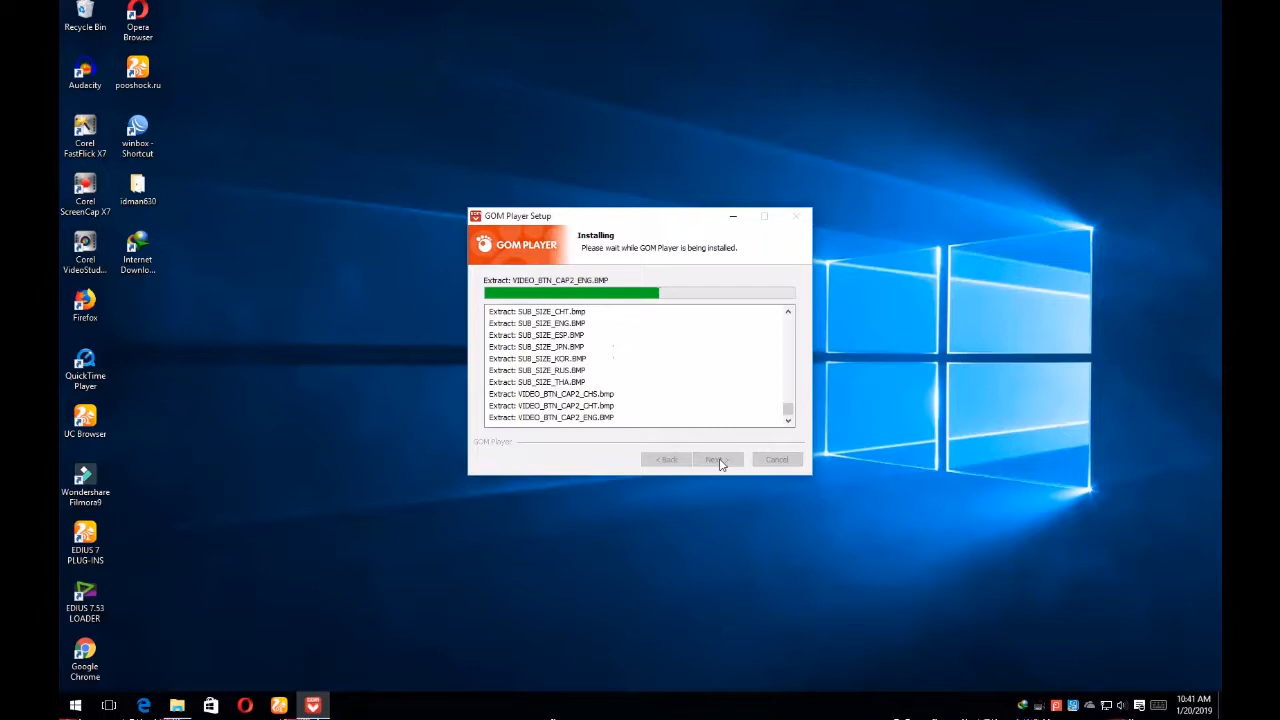 Recycle Bin
Opera
Browser
Audacity
pooshock.ru
Corel
FastFlick X7
winbox -
Shortcut
Corel
ScreenCap X7
idman630
Corel
VideoStud...
Internet
Downlo...
Firefox
QuickTime
Player
UC Browser
Wondershare
Filmora9
EDIUS 7
PLUG-INS
EDIUS 7.53
LOADER
Google
Chrome
GOM Player Setup
GOM PLAYER
Installing
Please wait while GOM Player is being installed.
Extract: VIDEO_BTN_CAP2_ENG.BMP
Extract: SUB_SIZE_CHT.bmp
Extract: SUB_SIZE_ENG.BMP
Extract: SUB_SIZE_ESP.BMP
Extract: SUB_SIZE_JPN.BMP
Extract: SUB_SIZE_KOR.BMP
Extract: SUB_SIZE_RUS.BMP
Extract: SUB_SIZE_THA.BMP
Extract: VIDEO_BTN_CAP2_CHS.bmp
Extract: VIDEO_BTN_CAP2_CHT.bmp
Extract: VIDEO_BTN_CAP2_ENG.BMP
GOM Player
< Back
Next >
Cancel
10:41 AM
1/20/2019